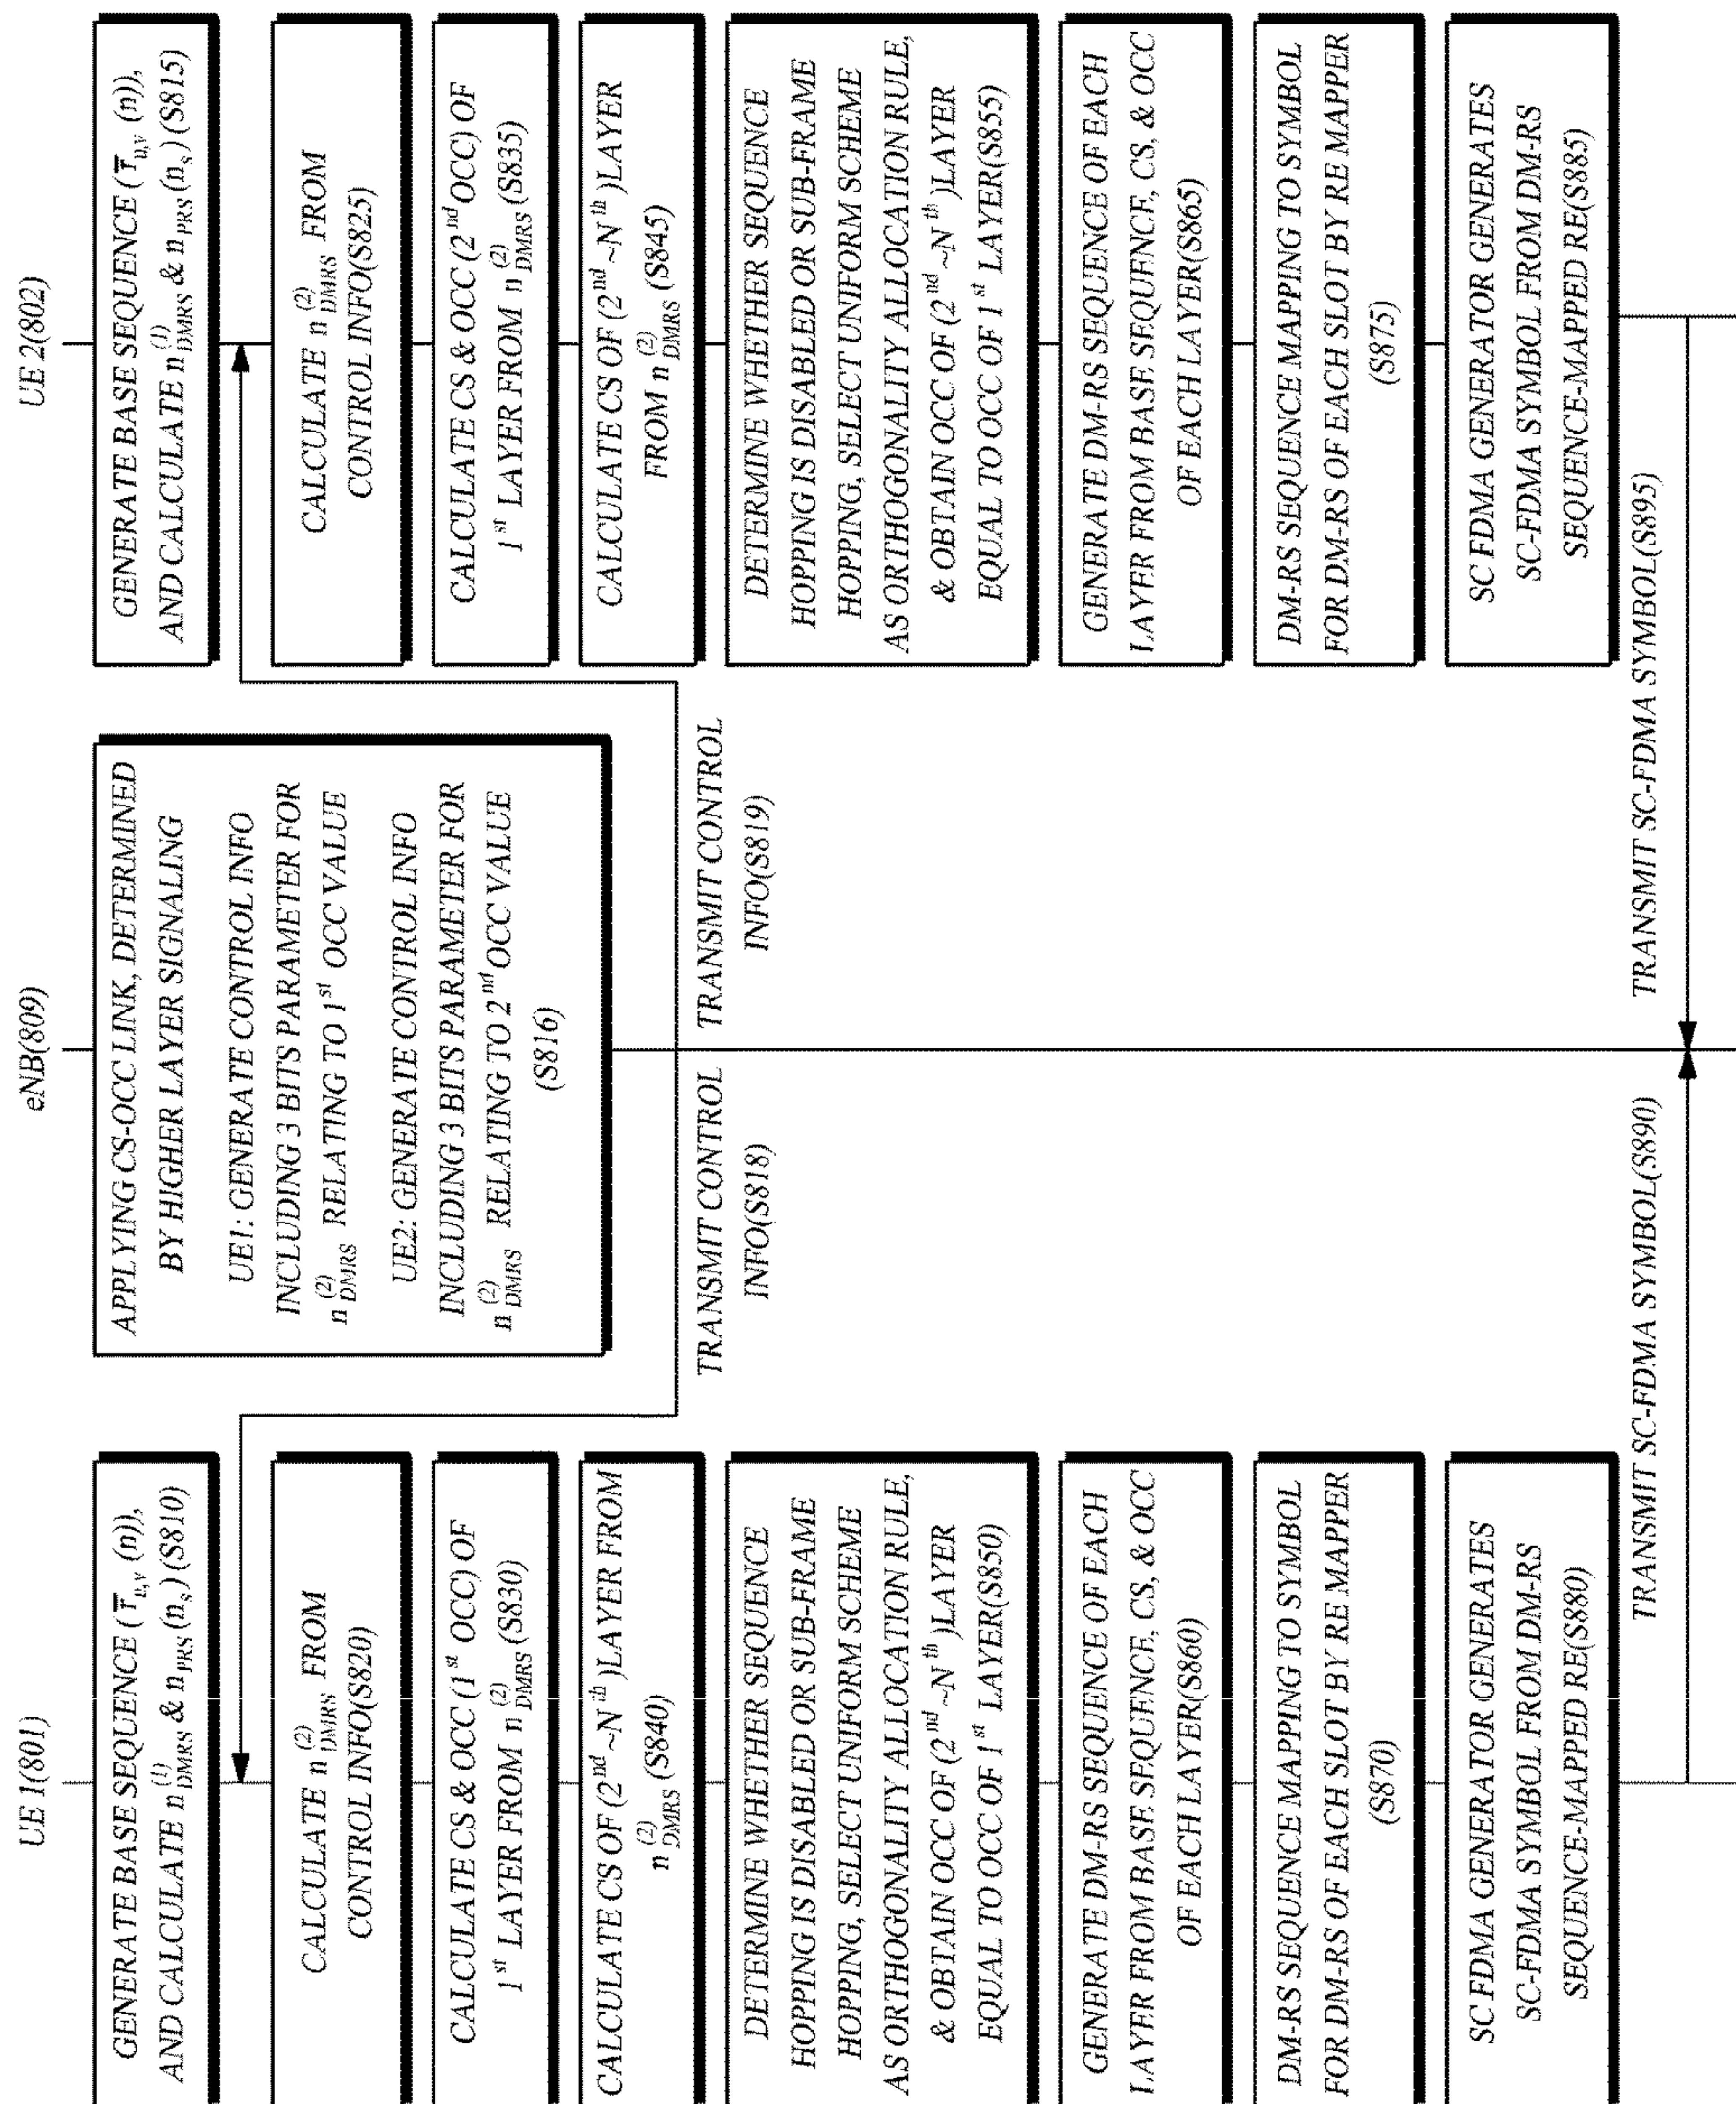 UE 1(801)
eNB(809)
UE 2(802)
GENERATE BASE SEQUENCE (r̄u,v (n)),
AND CALCULATE n(1)DMRS & nPRS (ns) (S810)
APPLYING CS-OCC LINK, DETERMINED
BY HIGHER LAYER SIGNALING
UE1: GENERATE CONTROL INFO
INCLUDING 3 BITS PARAMETER FOR
n(2)DMRS RELATING TO 1st OCC VALUE
UE2: GENERATE CONTROL INFO
INCLUDING 3 BITS PARAMETER FOR
n(2)DMRS RELATING TO 2nd OCC VALUE
(S816)
GENERATE BASE SEQUENCE (r̄u,v (n)),
AND CALCULATE n(1)DMRS & nPRS (ns) (S815)
TRANSMIT CONTROL
INFO(S818)
TRANSMIT CONTROL
INFO(S819)
CALCULATE n(2)DMRS FROM
CONTROL INFO(S820)
CALCULATE CS & OCC (1st OCC) OF
1st LAYER FROM n(2)DMRS (S830)
CALCULATE CS OF (2nd ~Nth )LAYER FROM
n(2)DMRS (S840)
DETERMINE WHETHER SEQUENCE
HOPPING IS DISABLED OR SUB-FRAME
HOPPING, SELECT UNIFORM SCHEME
AS ORTHOGONALITY ALLOCATION RULE,
& OBTAIN OCC OF (2nd ~Nth )LAYER
EQUAL TO OCC OF 1st LAYER(S850)
GENERATE DM-RS SEQUENCE OF EACH
LAYER FROM BASE SEQUENCE, CS, & OCC
OF EACH LAYER(S860)
DM-RS SEQUENCE MAPPING TO SYMBOL
FOR DM-RS OF EACH SLOT BY RE MAPPER
(S870)
SC FDMA GENERATOR GENERATES
SC-FDMA SYMBOL FROM DM-RS
SEQUENCE-MAPPED RE(S880)
CALCULATE n(2)DMRS FROM
CONTROL INFO(S825)
CALCULATE CS & OCC (2nd OCC) OF
1st LAYER FROM n(2)DMRS (S835)
CALCULATE CS OF (2nd ~Nth )LAYER
FROM n(2)DMRS (S845)
DETERMINE WHETHER SEQUENCE
HOPPING IS DISABLED OR SUB-FRAME
HOPPING, SELECT UNIFORM SCHEME
AS ORTHOGONALITY ALLOCATION RULE,
& OBTAIN OCC OF (2nd ~Nth )LAYER
EQUAL TO OCC OF 1st LAYER(S855)
GENERATE DM-RS SEQUENCE OF EACH
LAYER FROM BASE SEQUENCE, CS, & OCC
OF EACH LAYER(S865)
DM-RS SEQUENCE MAPPING TO SYMBOL
FOR DM-RS OF EACH SLOT BY RE MAPPER
(S875)
SC FDMA GENERATOR GENERATES
SC-FDMA SYMBOL FROM DM-RS
SEQUENCE-MAPPED RE(S885)
TRANSMIT SC-FDMA SYMBOL(S890)
TRANSMIT SC-FDMA SYMBOL(S895)